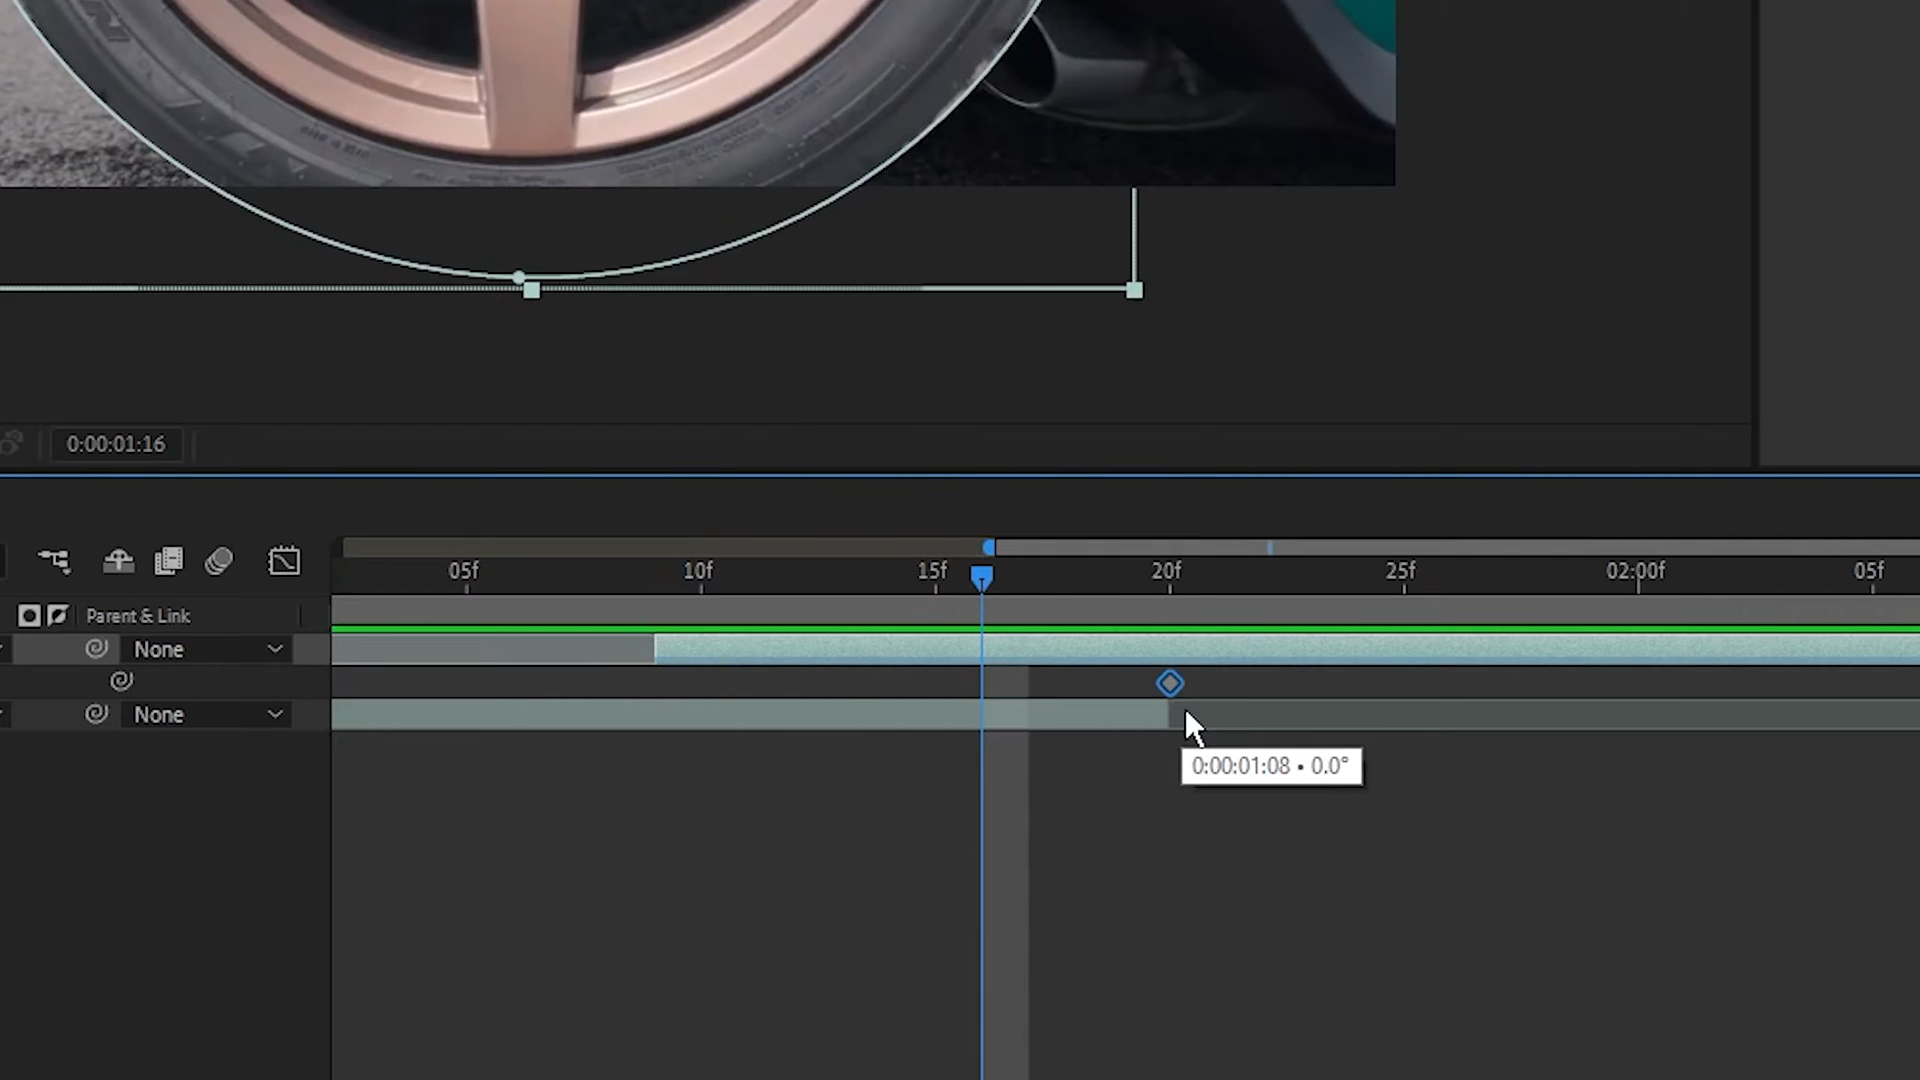 0:00:01:16
05f 10f 15f 20f 25f 02:00f 05f
Parent & Link
None
None
0:00:01:08 • 0.0°